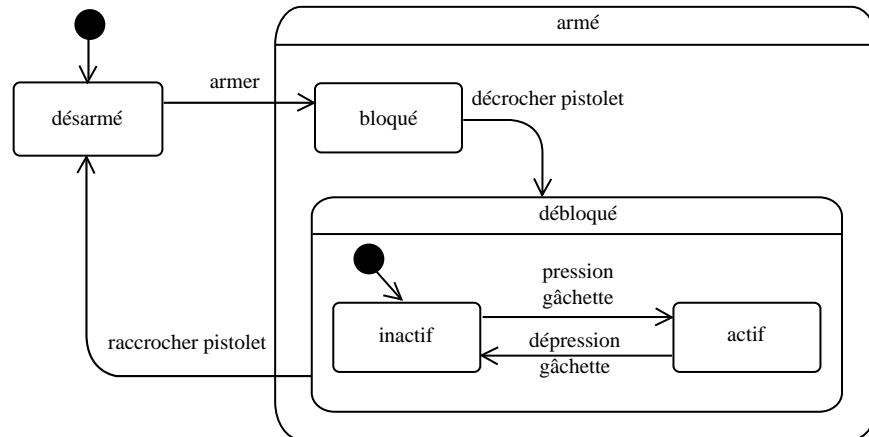 armé
armer
désarmé
bloqué
décrocher pistolet
débloqué
pression
gâchette
inactif
actif
dépression
gâchette
raccrocher pistolet